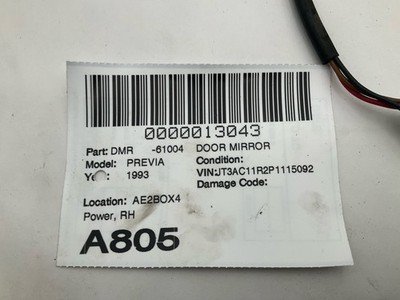 0000013043
Part: DMR -61004 DOOR MIRROR
Model: PREVIA Condition:
1993 VIN:JT3AC11R2P1115092
Damage Code:
Location: AE2BOX4
Power, RH
A805